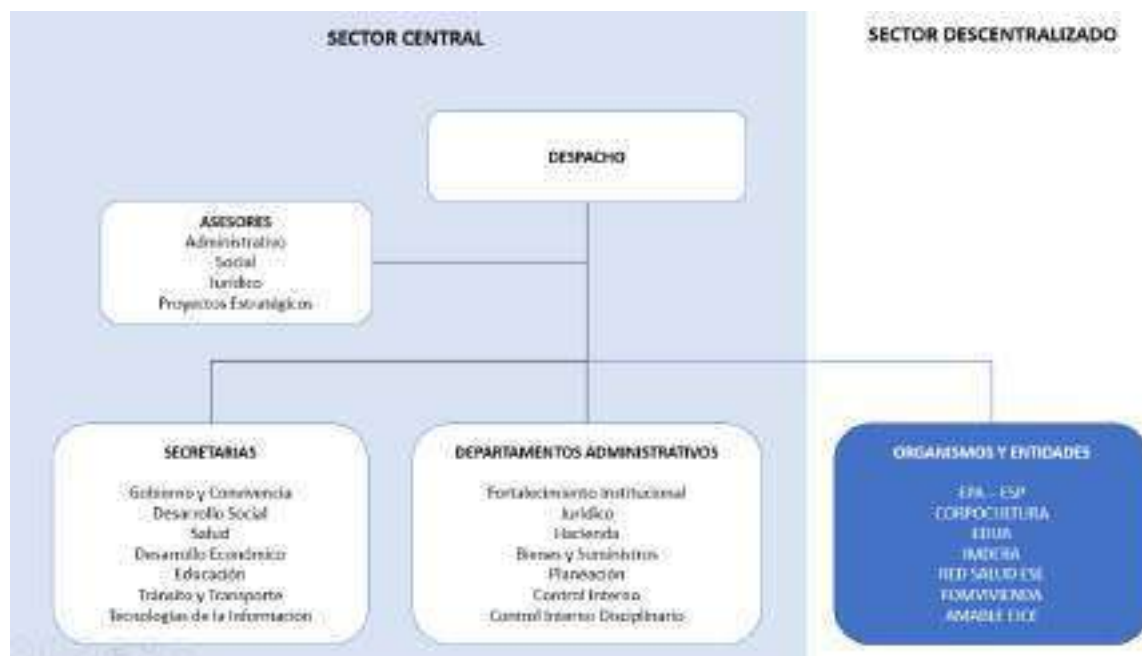 SECTOR CENTRAL
SECTOR DESCENTRALIZADO
DESPACHO
ASESORES
Administrativo
Social
Jurídico
Proyectos Estratégicos
SECRETARIAS
Gobierno y Convivencia
Desarrollo Social
Salud
Desarrollo Económico
Educación
Tránsito y Transporte
Tecnologías de la Información
DEPARTAMENTOS ADMINISTRATIVOS
Fortalecimiento Institucional
Jurídico
Hacienda
Bienes y Suministros
Planeación
Control Interno
Control Interno Disciplinario
ORGANISMOS Y ENTIDADES
EPA – ESP
CORPOCULTURA
EDUA
IMDERA
RED SALUD ESE
FOMVIVIENDA
AMABLE EICE